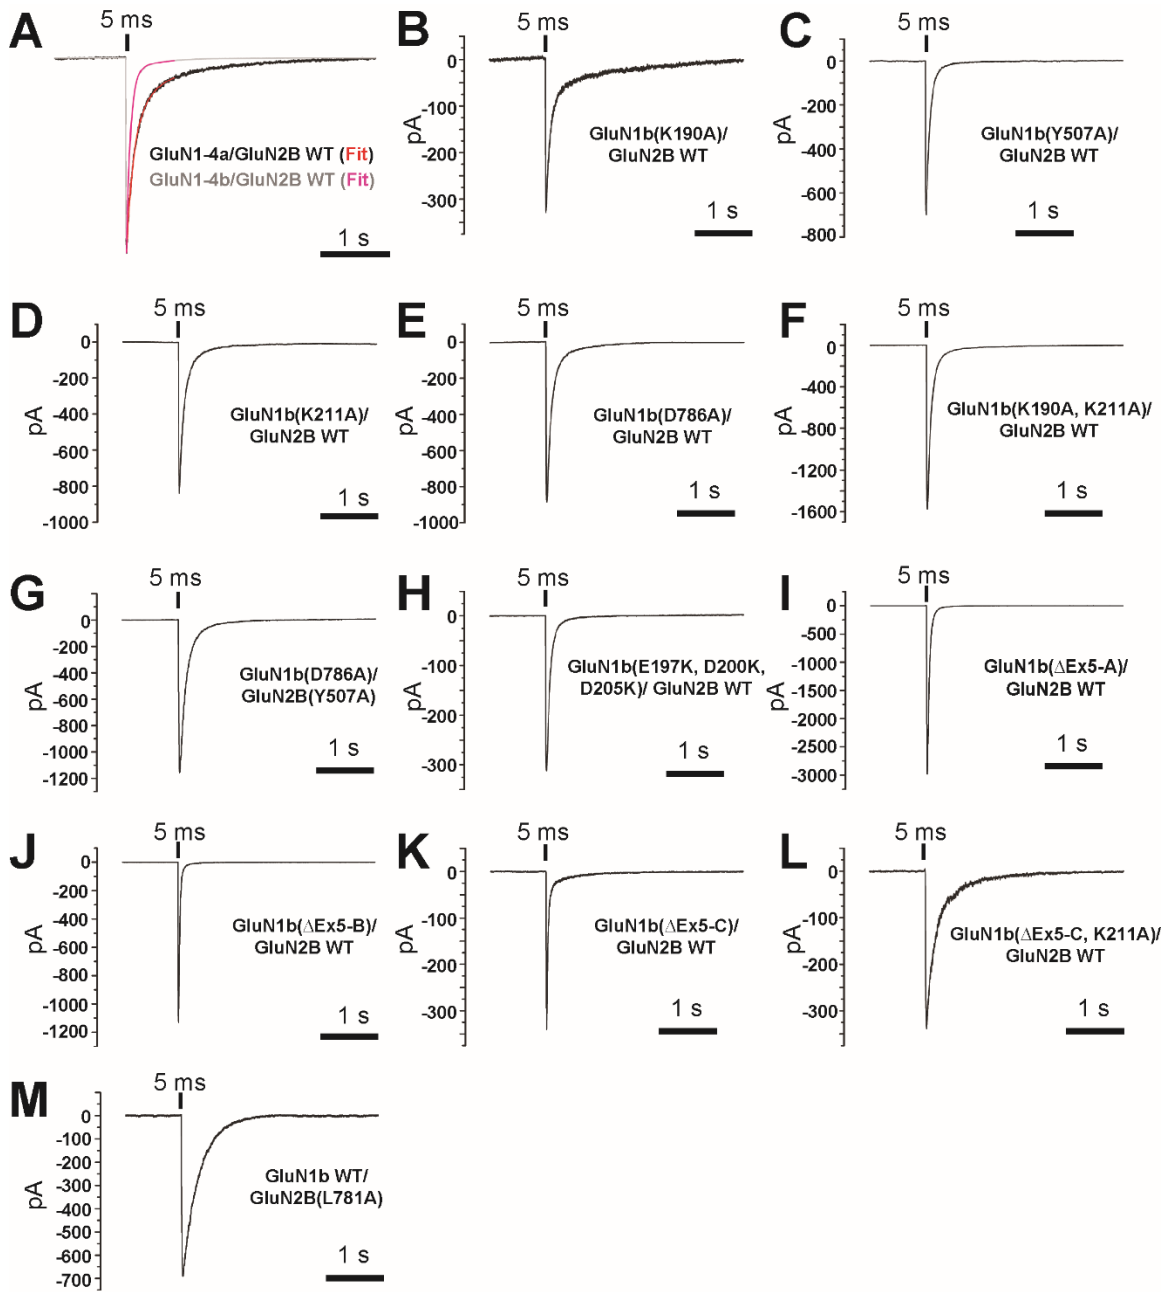 A
5 ms
GluN1-4a/GluN2B WT (Fit)
GluN1-4b/GluN2B WT (Fit)
1 s
B
5 ms
0
-100
-200
-300
pA
GluN1b(K190A)/
GluN2B WT
1 s
C
5 ms
0
-200
-400
-600
-800
pA
GluN1b(Y507A)/
GluN2B WT
1 s
D
5 ms
0
-200
-400
-600
-800
-1000
pA
GluN1b(K211A)/
GluN2B WT
1 s
E
5 ms
0
-200
-400
-600
-800
-1000
pA
GluN1b(D786A)/
GluN2B WT
1 s
F
5 ms
0
-400
-800
-1200
-1600
pA
GluN1b(K190A, K211A)/
GluN2B WT
1 s
G
5 ms
0
-200
-400
-600
-800
-1000
-1200
pA
GluN1b(D786A)/
GluN2B(Y507A)
1 s
H
5 ms
0
-100
-200
-300
pA
GluN1b(E197K, D200K,
D205K)/ GluN2B WT
1 s
I
5 ms
0
-500
-1000
-1500
-2000
-2500
-3000
pA
GluN1b(ΔEx5-A)/
GluN2B WT
1 s
J
5 ms
0
-200
-400
-600
-800
-1000
-1200
pA
GluN1b(ΔEx5-B)/
GluN2B WT
1 s
K
5 ms
0
-100
-200
-300
pA
GluN1b(ΔEx5-C)/
GluN2B WT
1 s
L
5 ms
0
-100
-200
-300
pA
GluN1b(ΔEx5-C, K211A)/
GluN2B WT
1 s
M
5 ms
0
-100
-200
-300
-400
-500
-600
-700
pA
GluN1b WT/
GluN2B(L781A)
1 s